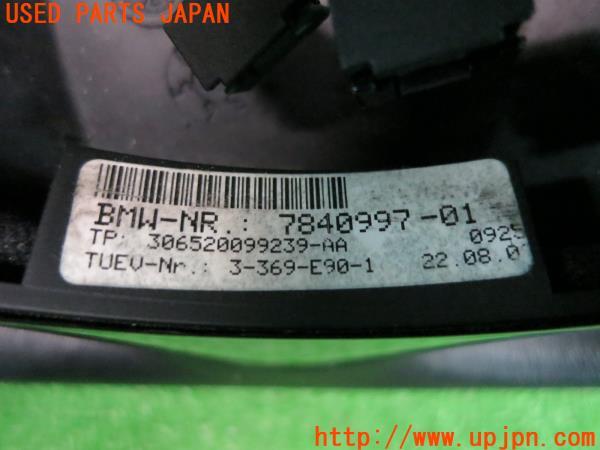 USED PARTS JAPAN
BMW-NR.: 7840997-01
TP: 306520099239-AA 0925
TUEV-Nr.: 3-369-E90-1 22.08.0
http://www.upjpn.com